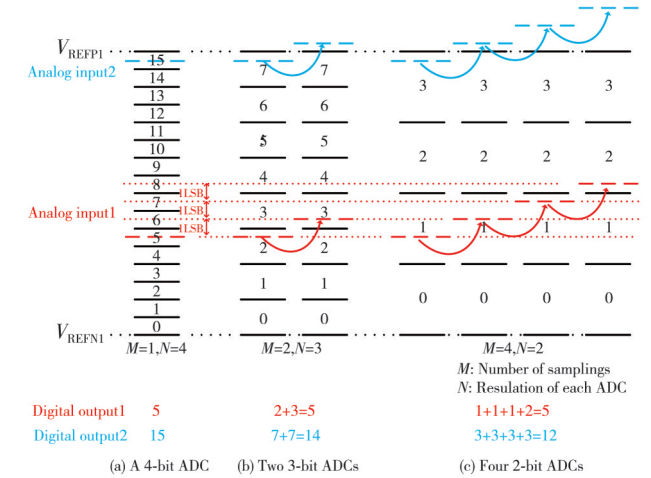 V_REFP1
Analog input2
15
14
13
12
11
10
9
8
7
6
5
4
3
2
1
0
7 7
6 6
5 5
4 4
3 3
2 2
1 1
0 0
3 3 3 3
2 2 2 2
1 1 1 1
0 0 0 0
1LSB
1LSB
1LSB
Analog input1
V_REFN1
M=1,N=4 M=2,N=3 M=4,N=2
M: Number of samplings
N: Resulation of each ADC
Digital output1 5 2+3=5 1+1+1+2=5
Digital output2 15 7+7=14 3+3+3+3=12
(a) A 4-bit ADC (b) Two 3-bit ADCs (c) Four 2-bit ADCs